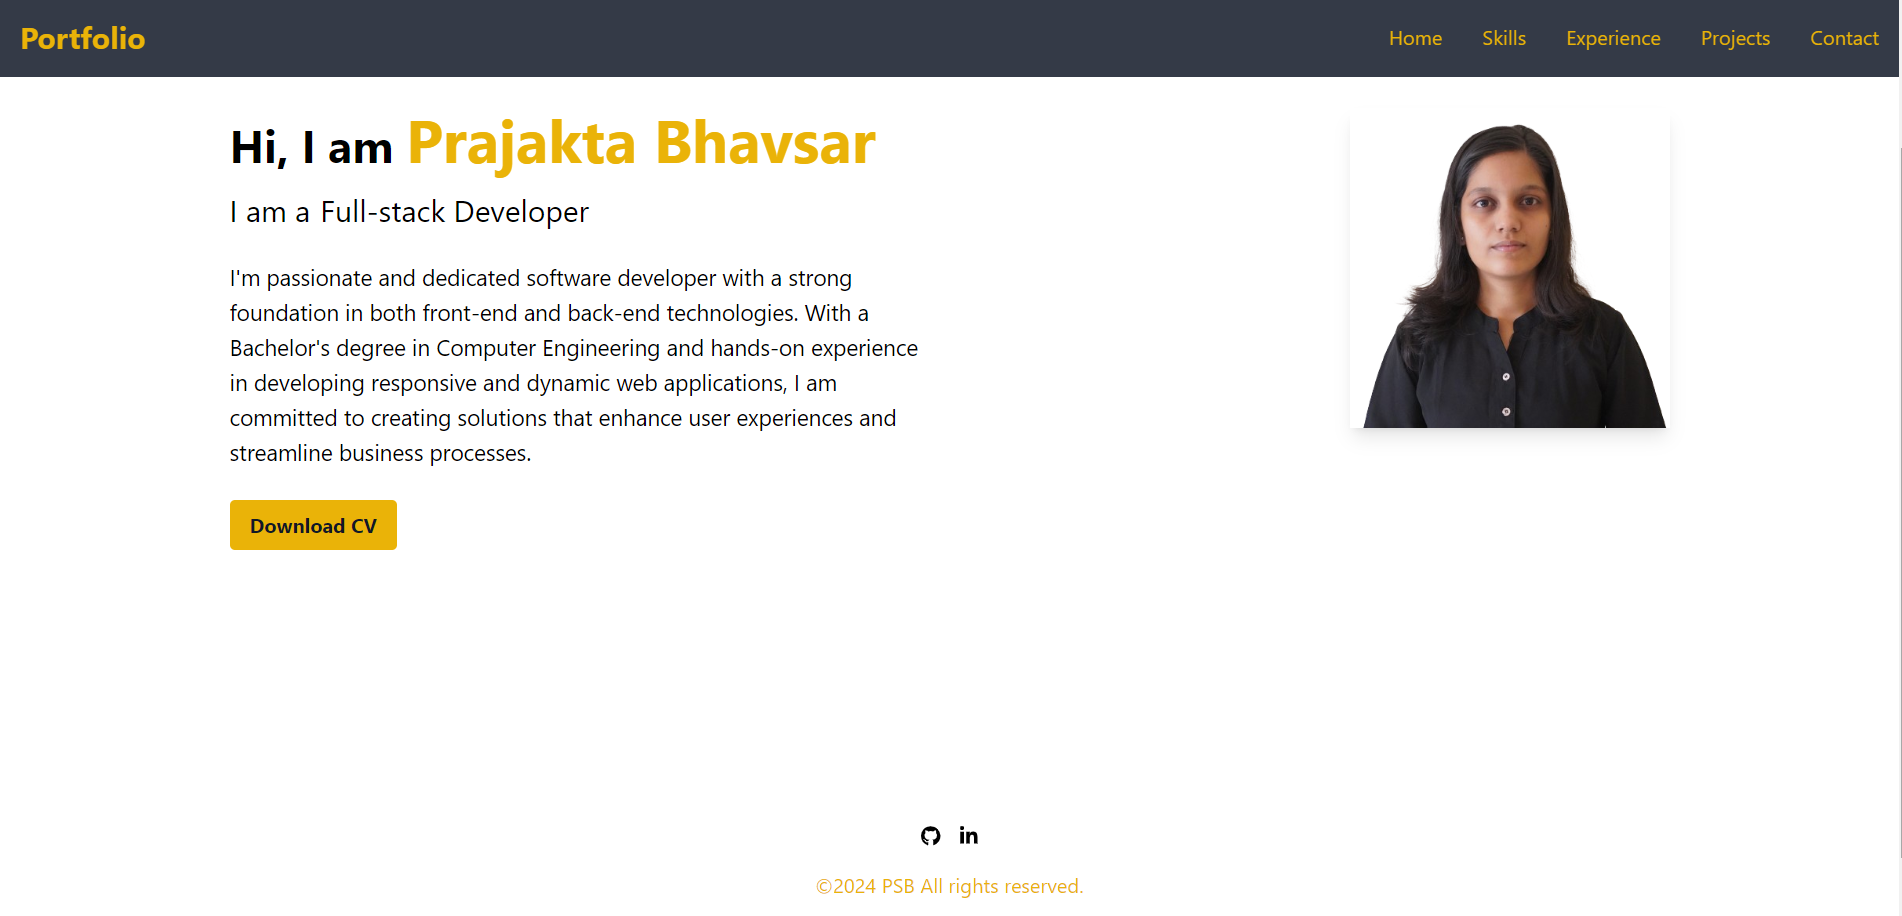 Portfolio
Home Skills Experience Projects Contact
Hi, I am Prajakta Bhavsar
I am a Full-stack Developer
I'm passionate and dedicated software developer with a strong
foundation in both front-end and back-end technologies. With a
Bachelor's degree in Computer Engineering and hands-on experience
in developing responsive and dynamic web applications, I am
committed to creating solutions that enhance user experiences and
streamline business processes.
Download CV
in
©2024 PSB All rights reserved.